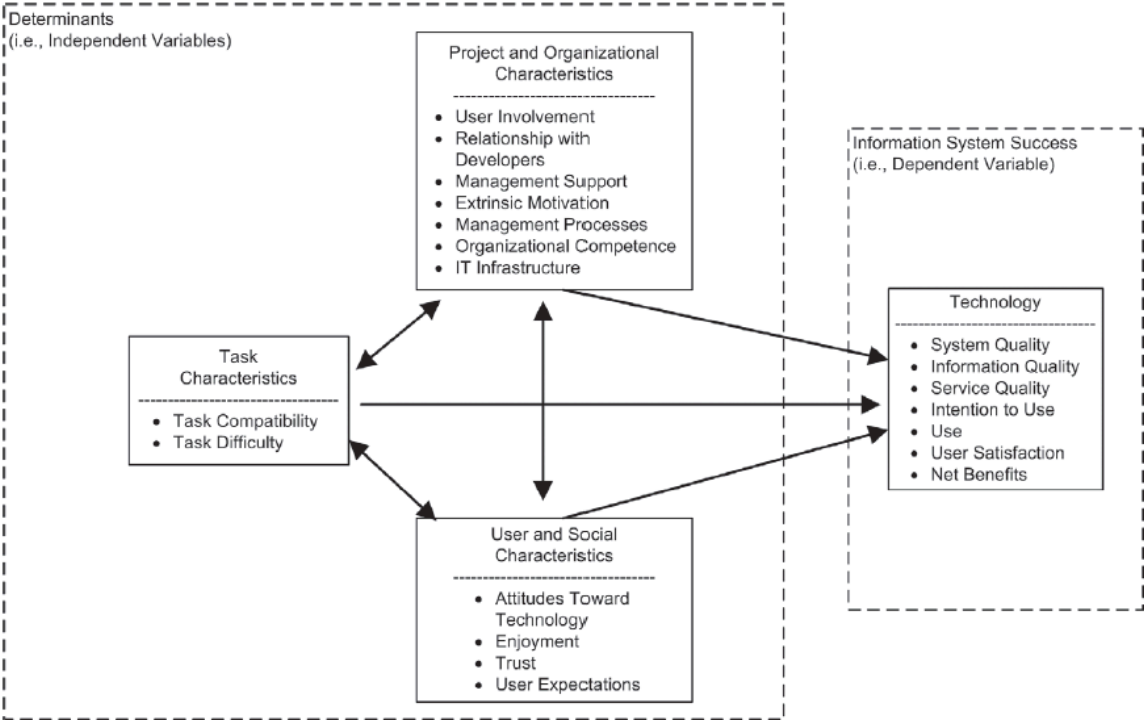 Determinants
(i.e., Independent Variables)
Project and Organizational
Characteristics
• User Involvement
• Relationship with
Developers
• Management Support
• Extrinsic Motivation
• Management Processes
• Organizational Competence
• IT Infrastructure
Task
Characteristics
• Task Compatibility
• Task Difficulty
User and Social
Characteristics
• Attitudes Toward
Technology
• Enjoyment
• Trust
• User Expectations
Information System Success
(i.e., Dependent Variable)
Technology
• System Quality
• Information Quality
• Service Quality
• Intention to Use
• Use
• User Satisfaction
• Net Benefits